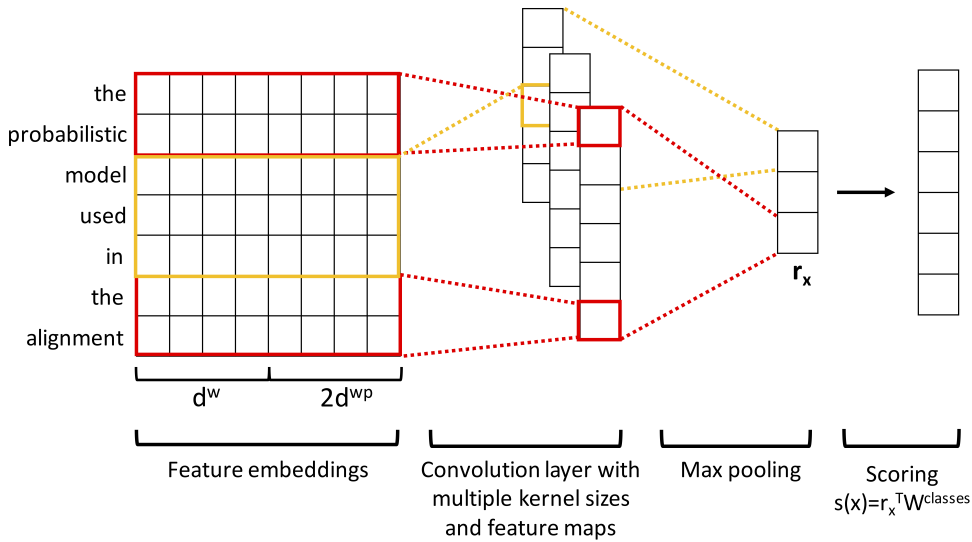 the
probabilistic
model
used
in
the
alignment
dʷ
2dʷᵖ
rₓ
Feature embeddings
Convolution layer with
multiple kernel sizes
and feature maps
Max pooling
Scoring
s(x)=rₓᵀWᶜˡᵃˢˢᵉˢ